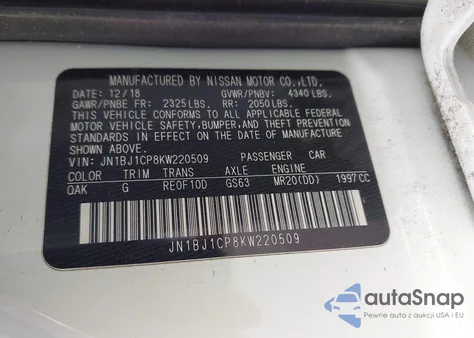 MANUFACTURED BY NISSAN MOTOR CO., LTD.
DATE: 12/18 GVWR/PNBV: 4340 LBS.
GAWR/PNBE FR: 2325 LBS. RR: 2050 LBS.
THIS VEHICLE CONFORMS TO ALL APPLICABLE FEDERAL
MOTOR VEHICLE SAFETY, BUMPER, AND THEFT PREVENTION
STANDARDS IN EFFECT ON THE DATE OF MANUFACTURE
SHOWN ABOVE.
VIN: JN1BJ1CP8KW220509 PASSENGER CAR
COLOR TRIM TRANS AXLE ENGINE
QAK G RE0F10D GS63 MR20(DD) 1997CC
JN1BJ1CP8KW220509
autoSnap
Pewne auta z aukcji USA i EU